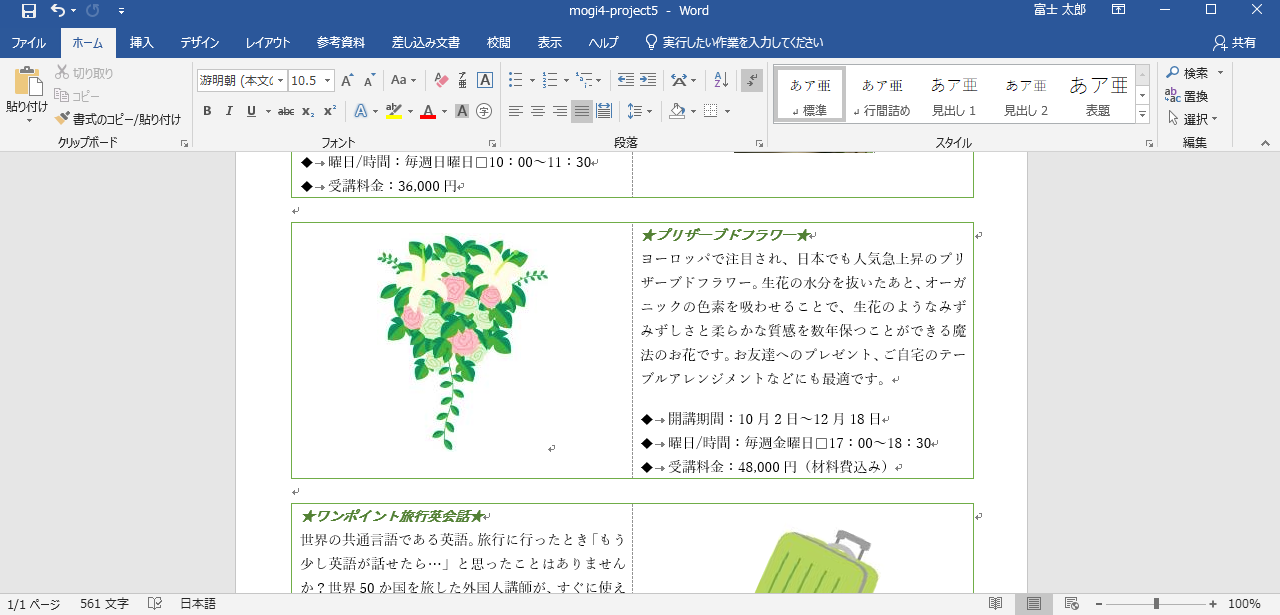 mogi4-project5 - Word
富士 太郎
ファイル ホーム 挿入 デザイン レイアウト 参考資料 差し込み文書 校閲 表示 ヘルプ 実行したい作業を入力してください 共有
貼り付け
切り取り
コピー
書式のコピー/貼り付け
クリップボード
游明朝 (本文の 10.5
フォント
段落
あア亜 標準
あア亜 行間詰め
あア亜 見出し 1
あア亜 見出し 2
あア亜 表題
スタイル
検索
置換
選択
編集
◆→曜日/時間：毎週日曜日□10：00～11：30
◆→受講料金：36,000 円
★プリザーブドフラワー★
ヨーロッパで注目され、日本でも人気急上昇のプリ
ザーブドフラワー。生花の水分を抜いたあと、オーガ
ニックの色素を吸わせることで、生花のようなみず
みずしさと柔らかな質感を数年保つことができる魔
法のお花です。お友達へのプレゼント、ご自宅のテー
ブルアレンジメントなどにも最適です。
◆→開講期間：10 月 2 日～12 月 18 日
◆→曜日/時間：毎週金曜日□17：00～18：30
◆→受講料金：48,000 円（材料費込み）
★ワンポイント旅行英会話★
世界の共通言語である英語。旅行に行ったとき「もう
少し英語が話せたら…」と思ったことはありません
か？世界 50 か国を旅した外国人講師が、すぐに使え
1/1 ページ 561 文字 日本語 100%